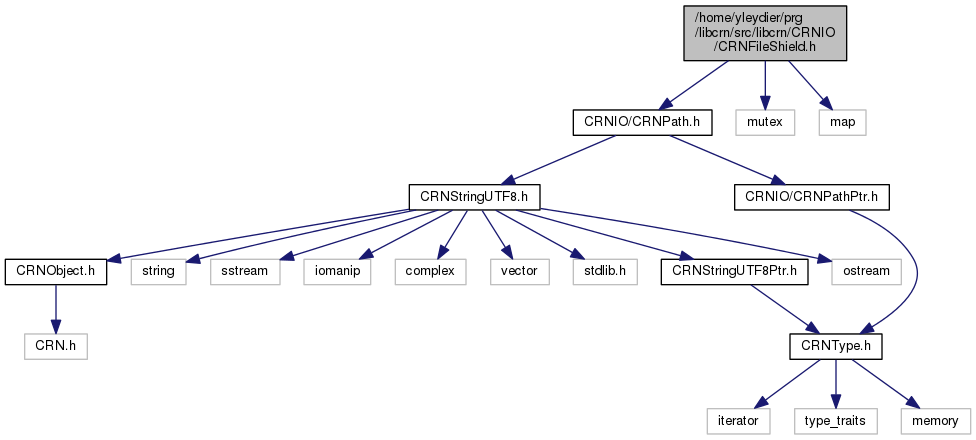 /home/yleydier/prg
/libcrn/src/libcrn/CRNIO
/CRNFileShield.h
CRNIO/CRNPath.h
mutex
map
CRNStringUTF8.h
CRNIO/CRNPathPtr.h
CRNObject.h
string
sstream
iomanip
complex
vector
stdlib.h
CRNStringUTF8Ptr.h
ostream
CRN.h
CRNType.h
iterator
type_traits
memory